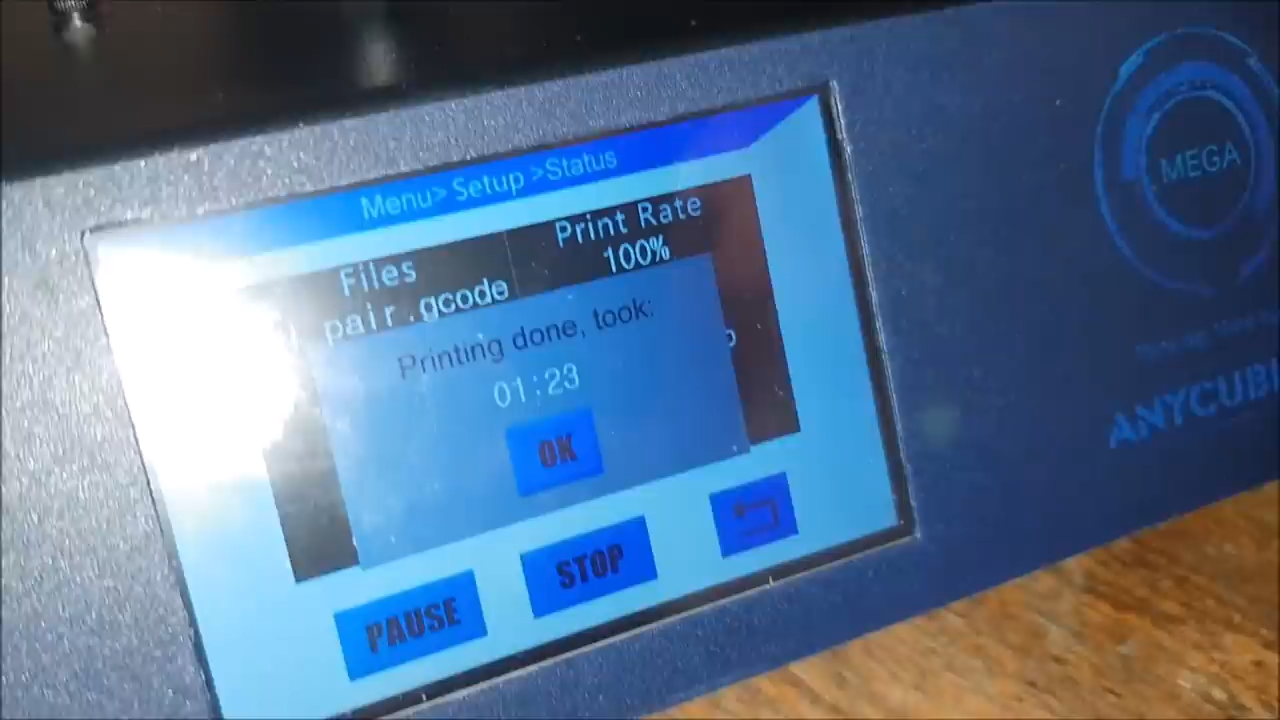 Menu> Setup >Status
Files
Print Rate
pair.gcode
100%
Printing done, took:
01:23
OK
PAUSE
STOP
MEGA
ANYCUBI